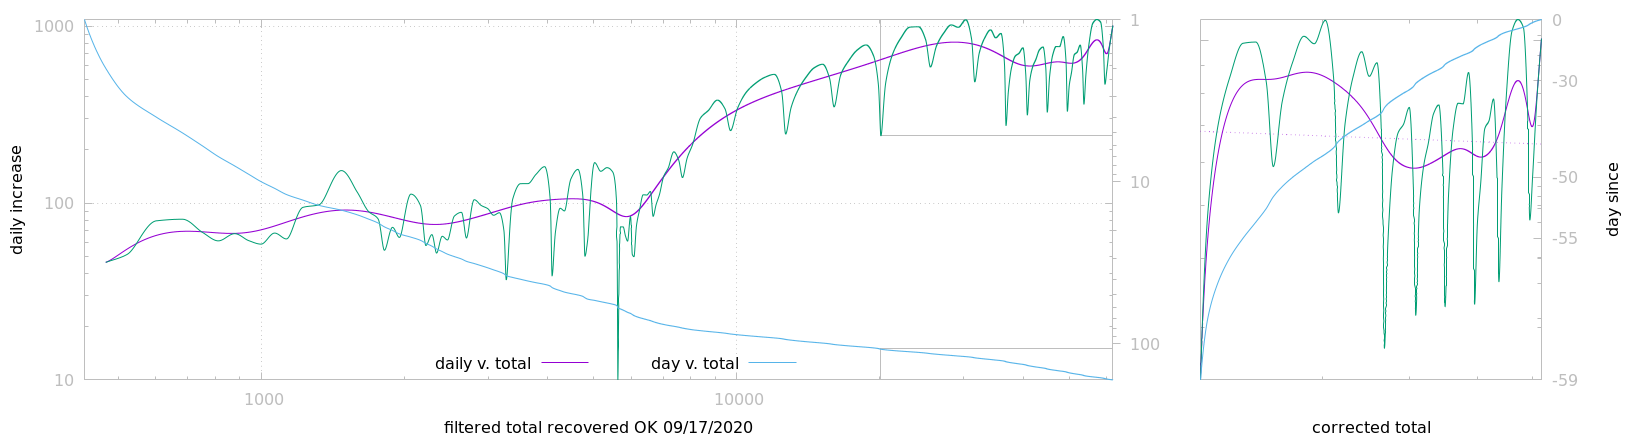 1000
100
10
daily increase
1000
10000
filtered total recovered OK 09/17/2020
daily v. total
day v. total
1
10
100
0
-30
-50
-55
-59
day since
corrected total